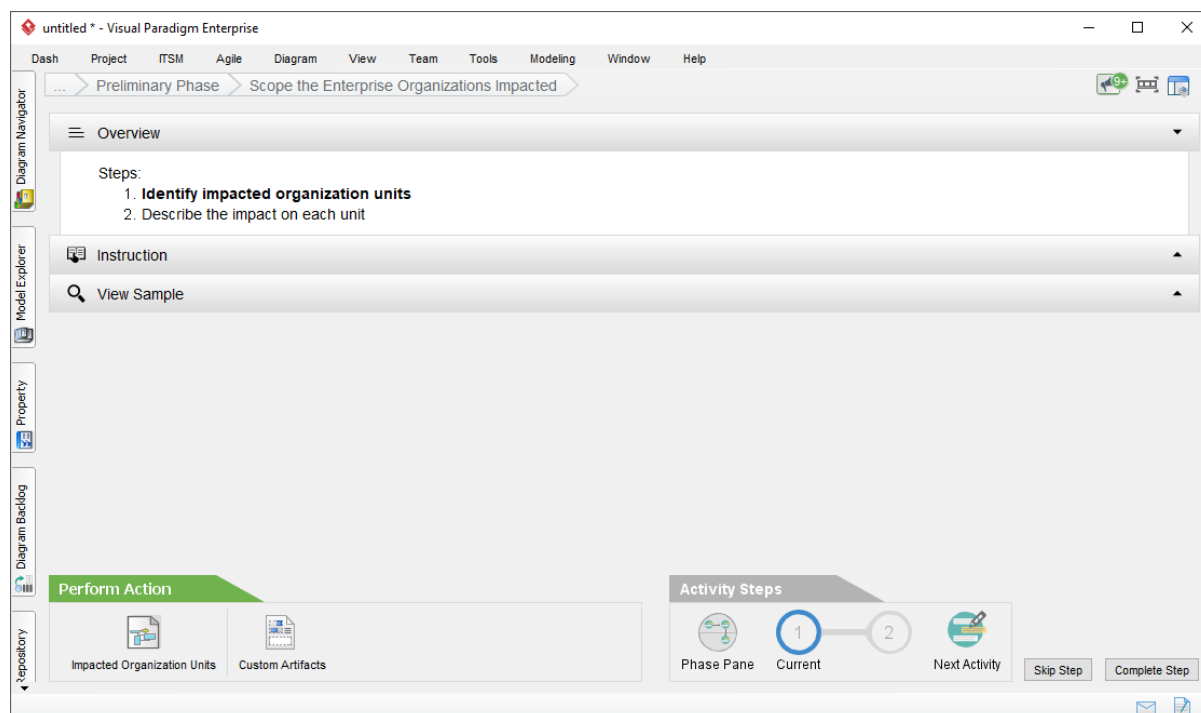 untitled * - Visual Paradigm Enterprise
Dash Project ITSM Agile Diagram View Team Tools Modeling Window Help
... Preliminary Phase Scope the Enterprise Organizations Impacted
9+
Diagram Navigator
Overview
Steps:
1. Identify impacted organization units
2. Describe the impact on each unit
Model Explorer
Instruction
View Sample
Property
Diagram Backlog
Perform Action
Activity Steps
1 2
Repository
Impacted Organization Units Custom Artifacts
Phase Pane Current Next Activity
Skip Step Complete Step